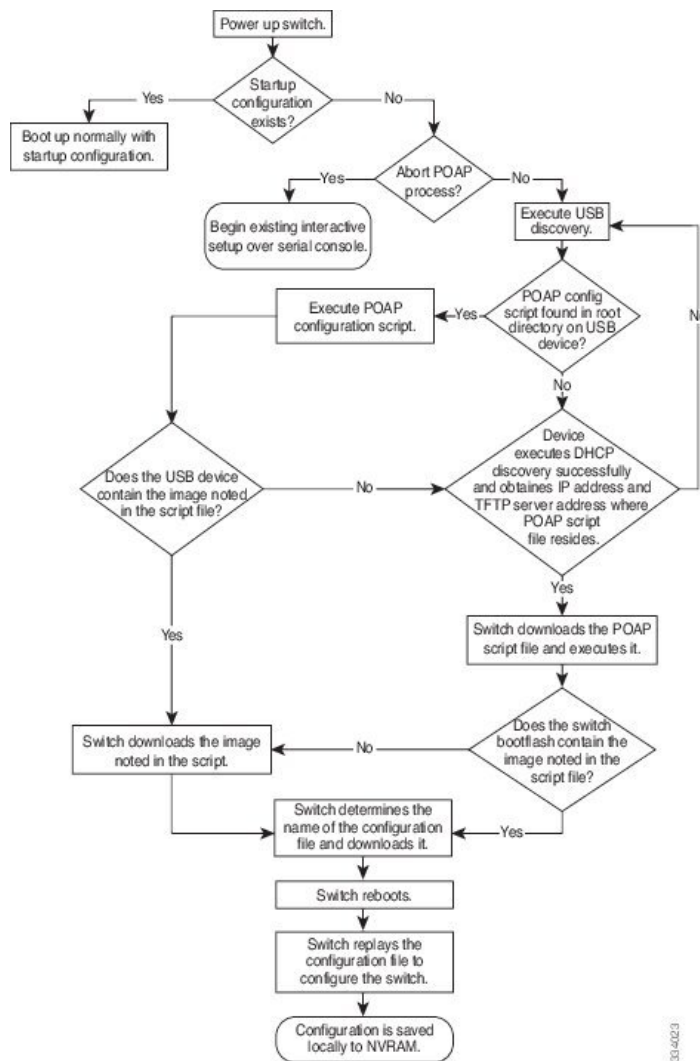 Power up switch.
Startup
configuration
exists?
Yes
No
Boot up normally with
startup configuration.
Abort POAP
process?
Yes
No
Begin existing interactive
setup over serial console.
Execute USB
discovery.
POAP config
script found in root
directory on USB
device?
Yes
Execute POAP
configuration script.
No
Device
executes DHCP
discovery successfully
and obtaines IP address and
TFTP server address where
POAP script
file resides.
Does the USB device
contain the image noted
in the script file?
No
Yes
Yes
Switch downloads the POAP
script file and executes it.
Does the switch
bootflash contain the
image noted in the
script file?
No
Switch downloads the image
noted in the script.
Yes
Switch determines the
name of the configuration
file and downloads it.
Switch reboots.
Switch replays the
configuration file to
configure the switch.
Configuration is saved
locally to NVRAM.
334023